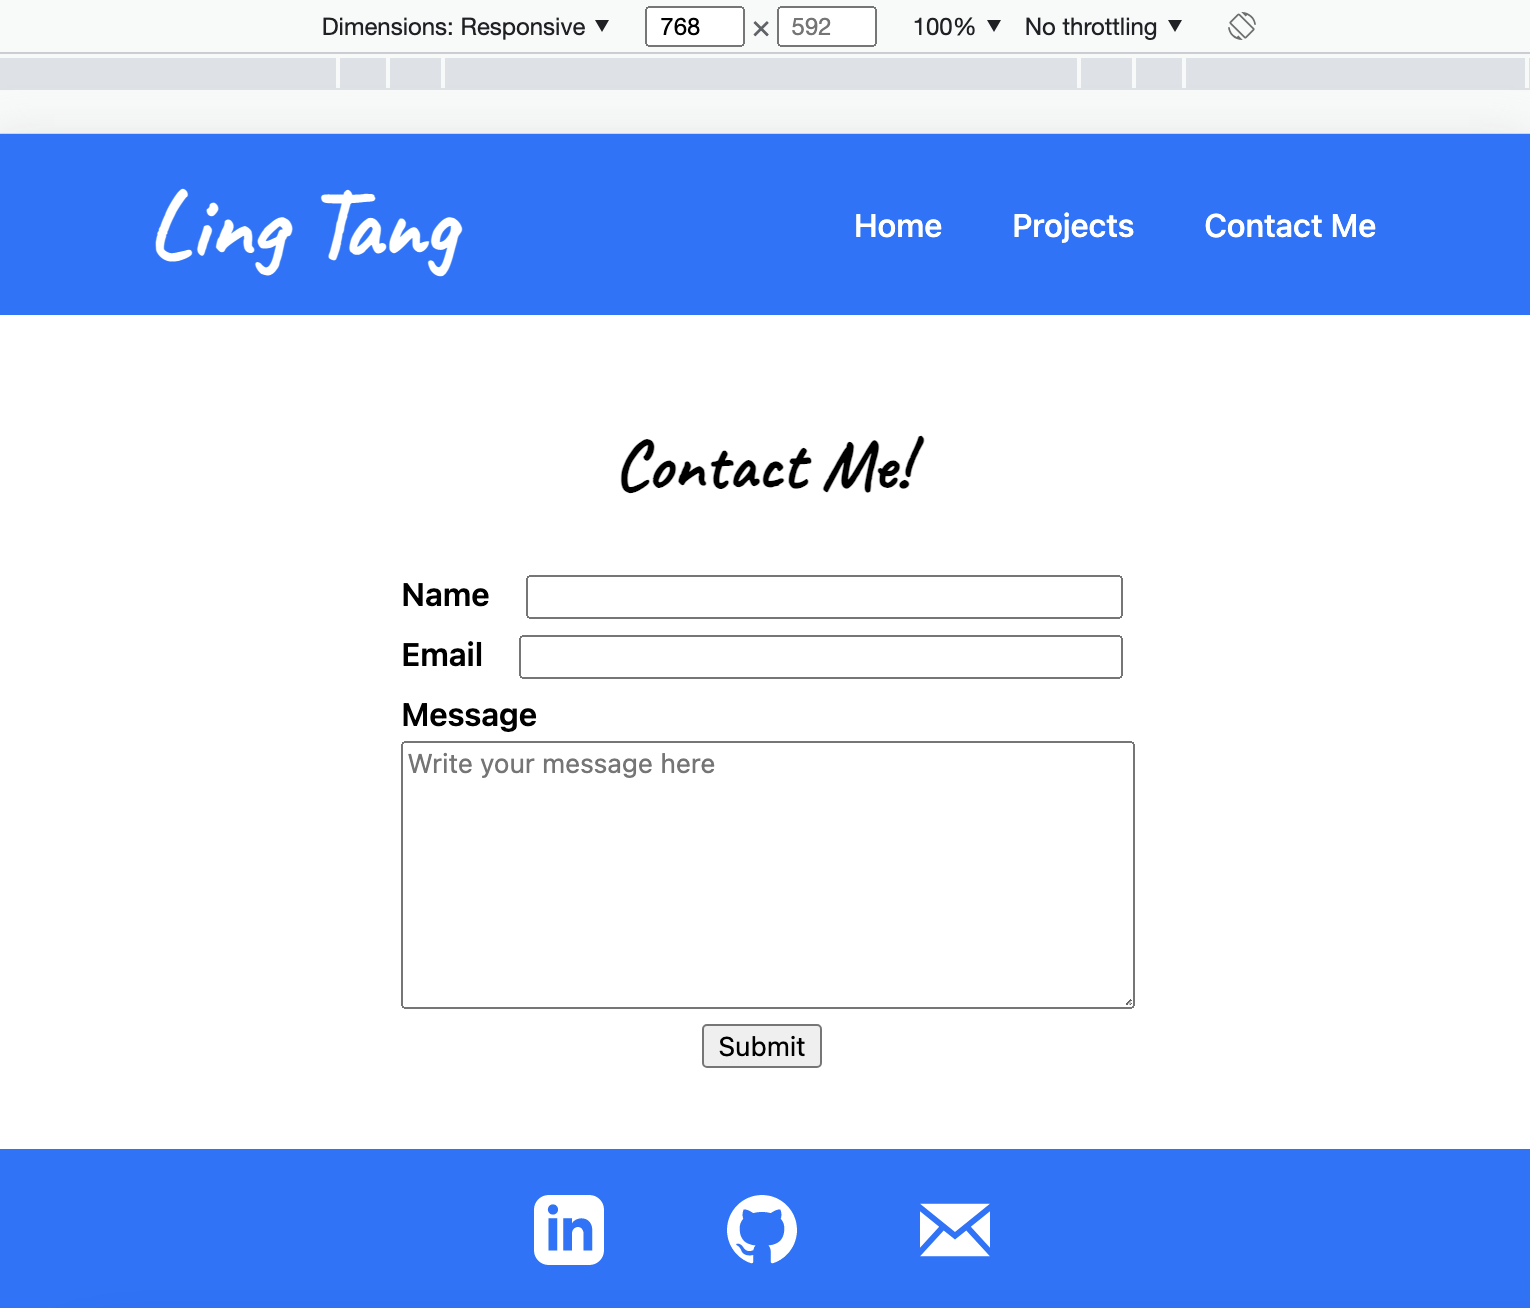 Dimensions: Responsive ▼ 768 × 592 100% ▼ No throttling ▼
Ling Tang Home Projects Contact Me
Contact Me!
Name
Email
Message
Write your message here
Submit
in